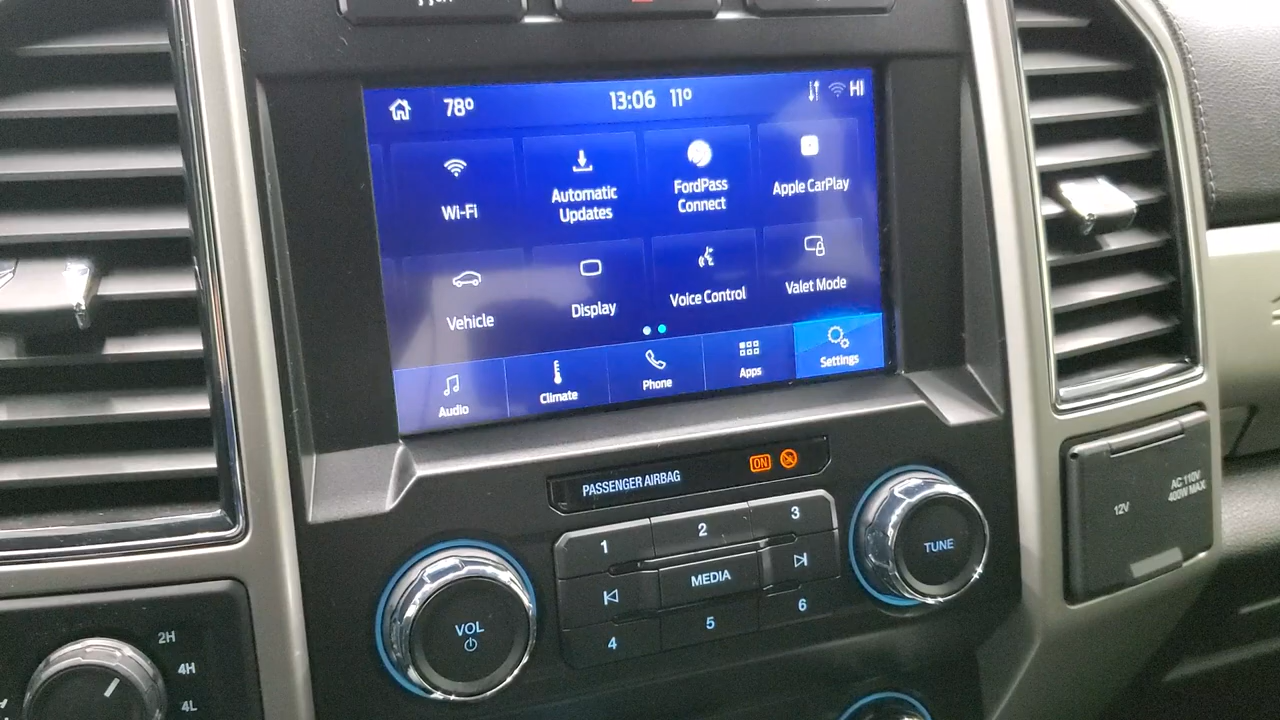 78° 13:06 11° HI
Wi-Fi
Automatic
Updates
FordPass
Connect
Apple CarPlay
Vehicle
Display
Voice Control
Valet Mode
Audio
Climate
Phone
Apps
Settings
PASSENGER AIRBAG ON
1 2 3
MEDIA
4 5 6
VOL
TUNE
12V
AC 110V
400W MAX
2H
4H
4L